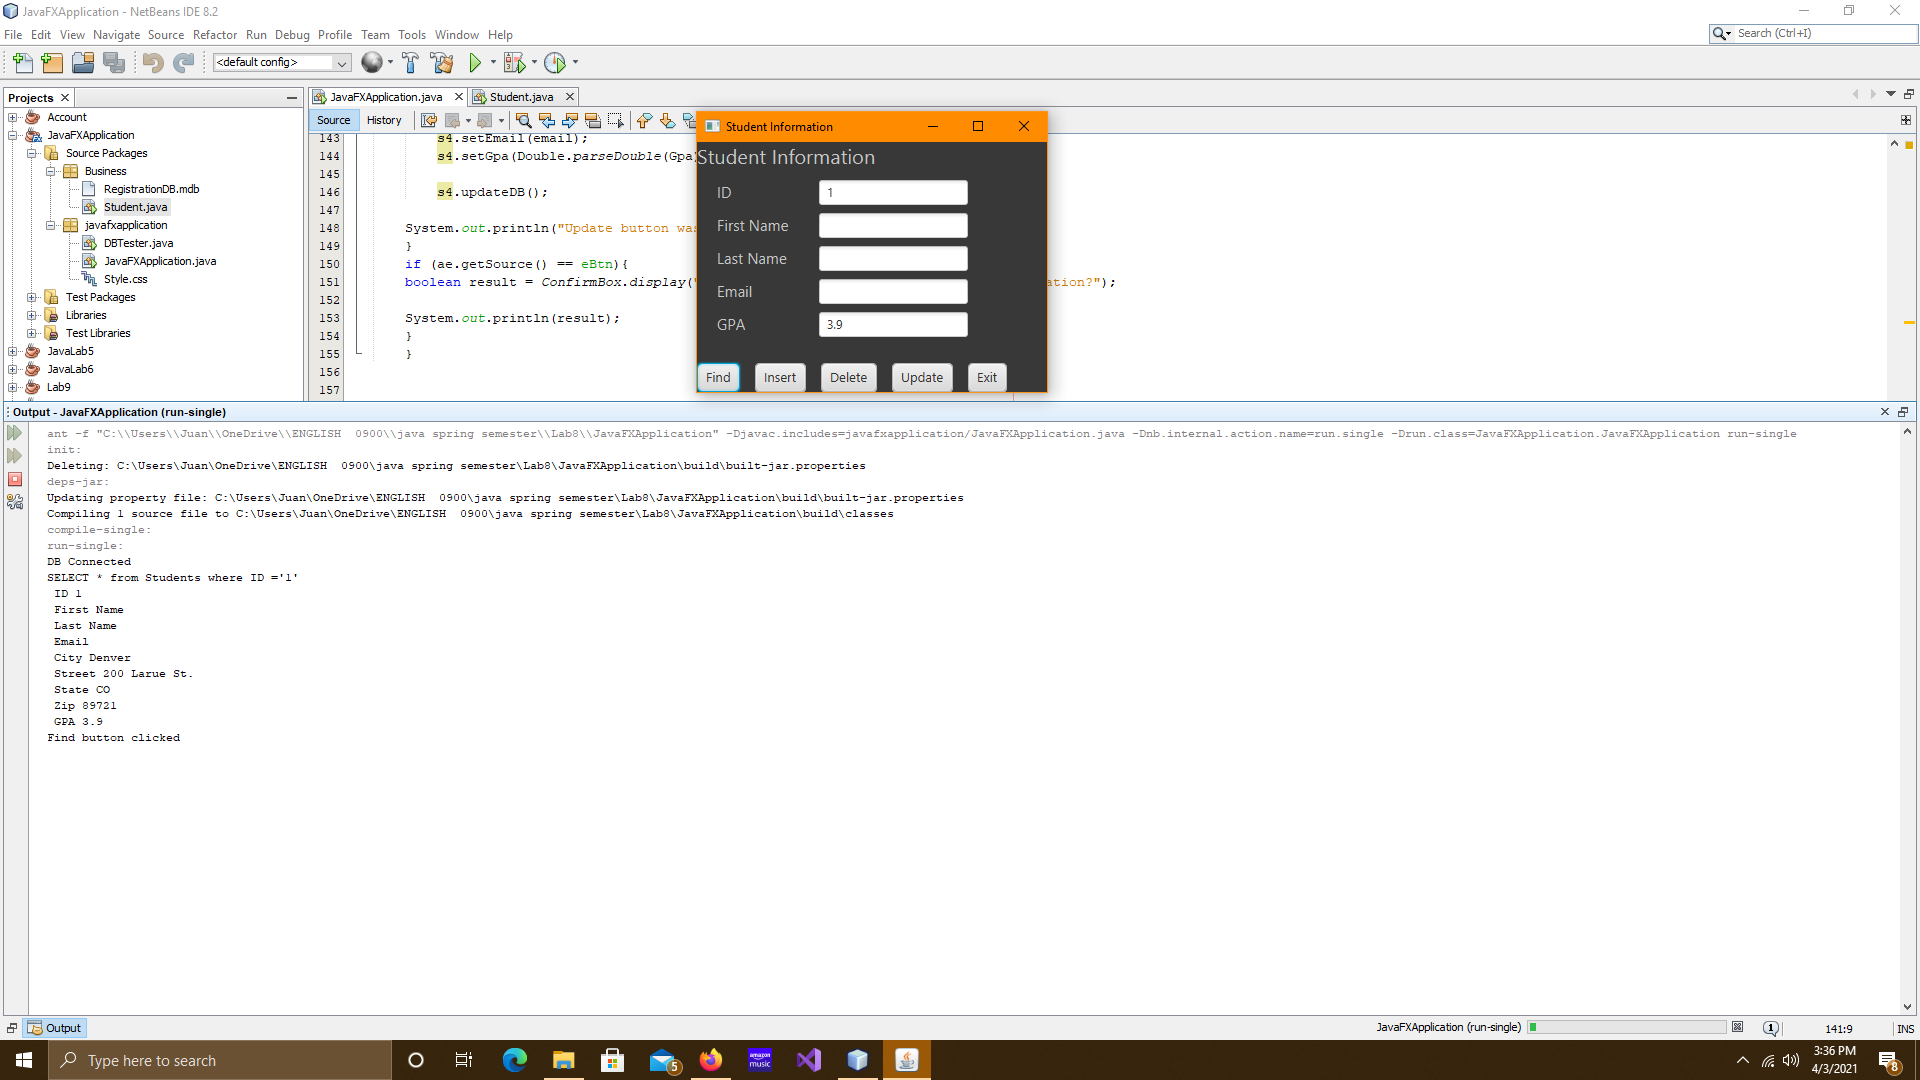 JavaFXApplication - NetBeans IDE 8.2
File Edit View Navigate Source Refactor Run Debug Profile Team Tools Window Help
Search (Ctrl+I)
<default config>
Projects
Account
JavaFXApplication
Source Packages
Business
RegistrationDB.mdb
Student.java
javafxapplication
DBTester.java
JavaFXApplication.java
Style.css
Test Packages
Libraries
Test Libraries
JavaLab5
JavaLab6
Lab9
JavaFXApplication.java Student.java
Source History
143 s4.setEmail(email);
144 s4.setGpa(Double.parseDouble(Gpa
145
146 s4.updateDB();
147
148 System.out.println("Update button was
149 }
150 if (ae.getSource() == eBtn){
151 boolean result = ConfirmBox.display(" ation?");
152
153 System.out.println(result);
154 }
155 }
156
157
Student Information
Student Information
ID 1
First Name
Last Name
Email
GPA 3.9
Find Insert Delete Update Exit
Output - JavaFXApplication (run-single)
ant -f "C:\\Users\\Juan\\OneDrive\\ENGLISH  0900\\java spring semester\\Lab8\\JavaFXApplication" -Djavac.includes=javafxapplication/JavaFXApplication.java -Dnb.internal.action.name=run.single -Drun.class=JavaFXApplication.JavaFXApplication run-single
init:
Deleting: C:\Users\Juan\OneDrive\ENGLISH  0900\java spring semester\Lab8\JavaFXApplication\build\built-jar.properties
deps-jar:
Updating property file: C:\Users\Juan\OneDrive\ENGLISH  0900\java spring semester\Lab8\JavaFXApplication\build\built-jar.properties
Compiling 1 source file to C:\Users\Juan\OneDrive\ENGLISH  0900\java spring semester\Lab8\JavaFXApplication\build\classes
compile-single:
run-single:
DB Connected
SELECT * from Students where ID ='1'
ID 1
First Name
Last Name
Email
City Denver
Street 200 Larue St.
State CO
Zip 89721
GPA 3.9
Find button clicked
Output
JavaFXApplication (run-single)
1
141:9
INS
Type here to search
5
amazon music
3:36 PM
4/3/2021
8